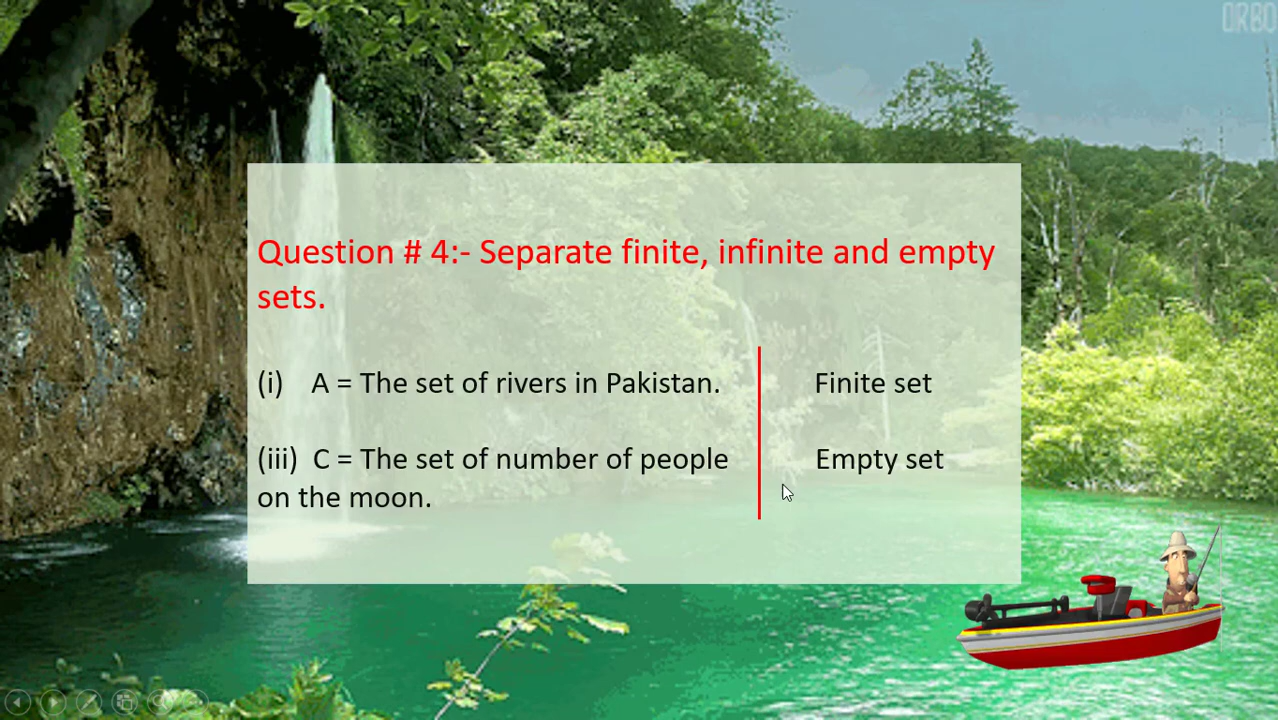 ORBO
Question # 4:- Separate finite, infinite and empty
sets.
(i) A = The set of rivers in Pakistan. Finite set
(iii) C = The set of number of people Empty set
on the moon.